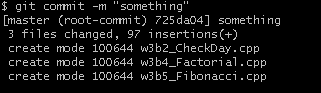 $ git commit -m "something"
[master (root-commit) 725da04] something
 3 files changed, 97 insertions(+)
 create mode 100644 w3b2_CheckDay.cpp
 create mode 100644 w3b4_Factorial.cpp
 create mode 100644 w3b5_Fibonacci.cpp